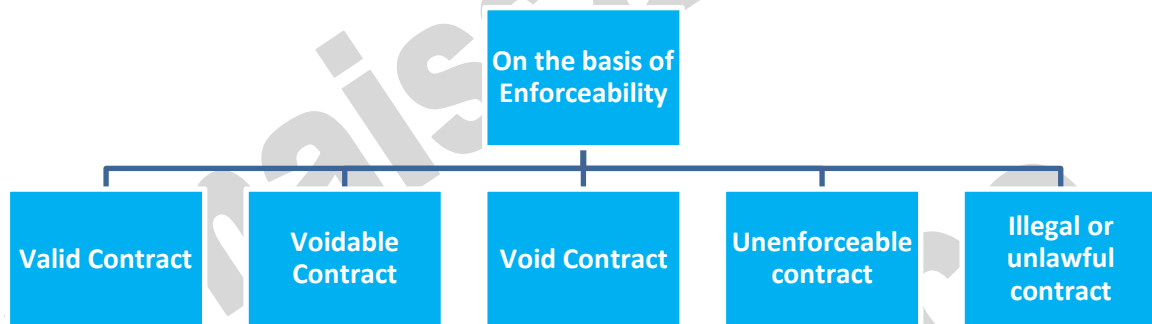 On the basis of
Enforceability
Valid Contract
Voidable
Contract
Void Contract
Unenforceable
contract
Illegal or
unlawful
contract